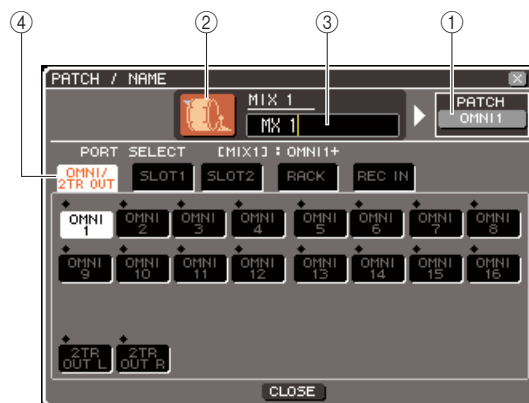 ④ ② ③ ①
PATCH / NAME
MIX 1
MX 1
PATCH
OMNI1
PORT SELECT [MIX1] : OMNI1+
OMNI/
2TR OUT
SLOT1 SLOT2 RACK REC IN
OMNI 1 OMNI 2 OMNI 3 OMNI 4 OMNI 5 OMNI 6 OMNI 7 OMNI 8
OMNI 9 OMNI 10 OMNI 11 OMNI 12 OMNI 13 OMNI 14 OMNI 15 OMNI 16
2TR OUT L 2TR OUT R
CLOSE